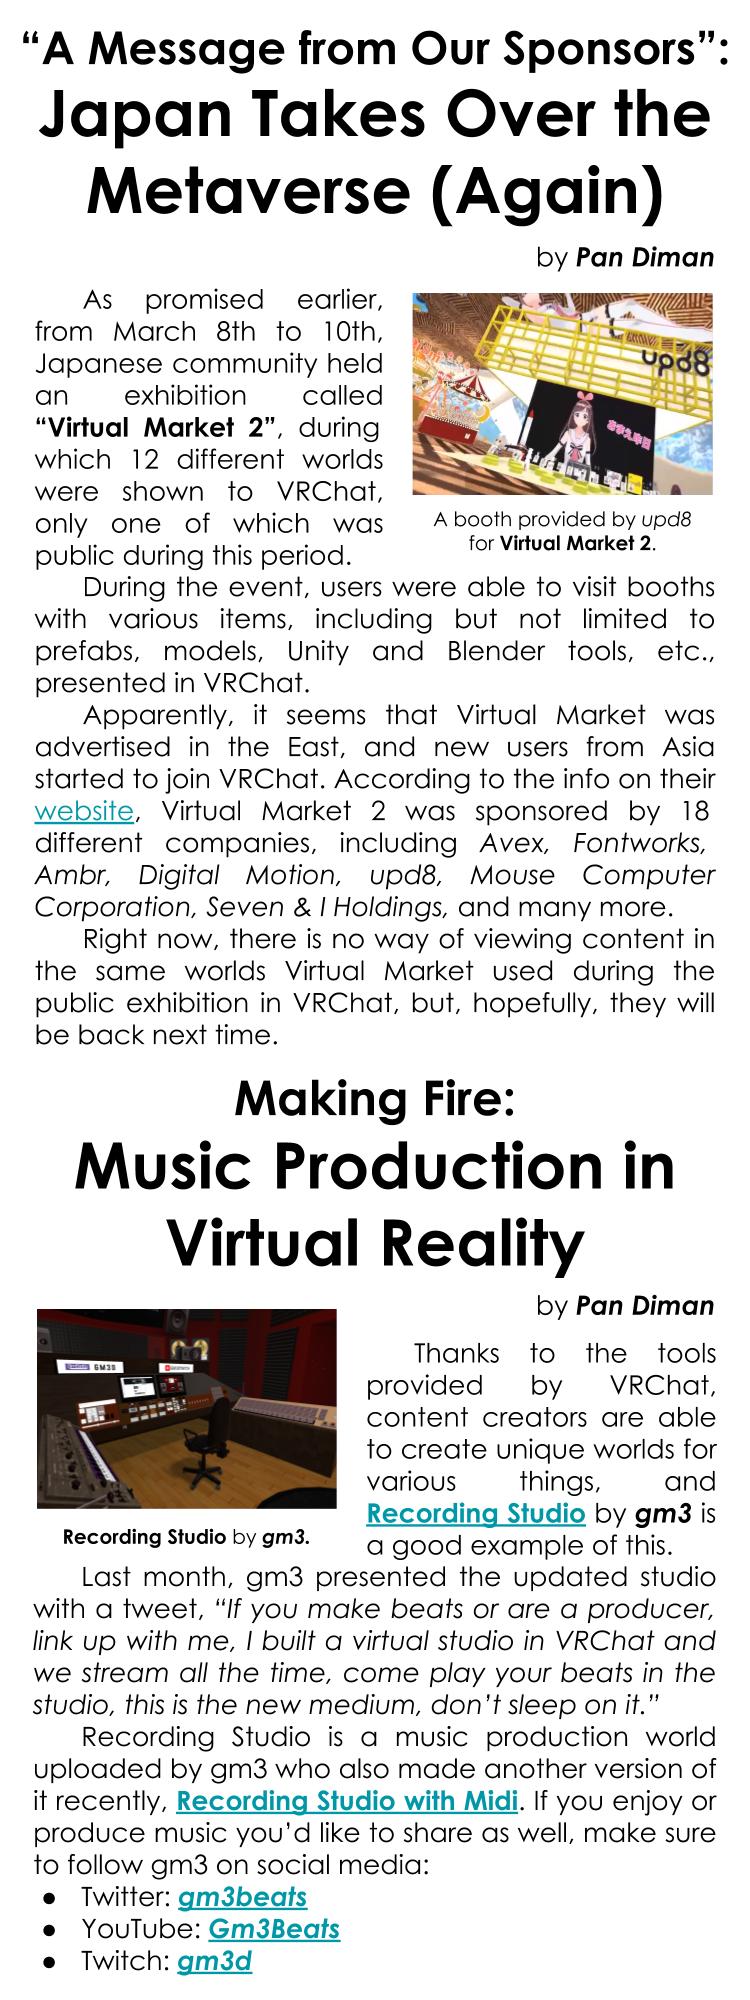 “A Message from Our Sponsors”:
Japan Takes Over the
Metaverse (Again)
by Pan Diman
As promised earlier,
from March 8th to 10th,
Japanese community held
an exhibition called
“Virtual Market 2”, during
which 12 different worlds
were shown to VRChat,
only one of which was
public during this period.
upd8
A booth provided by upd8
for Virtual Market 2.
During the event, users were able to visit booths
with various items, including but not limited to
prefabs, models, Unity and Blender tools, etc.,
presented in VRChat.
Apparently, it seems that Virtual Market was
advertised in the East, and new users from Asia
started to join VRChat. According to the info on their
website, Virtual Market 2 was sponsored by 18
different companies, including Avex, Fontworks,
Ambr, Digital Motion, upd8, Mouse Computer
Corporation, Seven & I Holdings, and many more.
Right now, there is no way of viewing content in
the same worlds Virtual Market used during the
public exhibition in VRChat, but, hopefully, they will
be back next time.
Making Fire:
Music Production in
Virtual Reality
by Pan Diman
GM3D
Recording Studio by gm3.
Thanks to the tools
provided by VRChat,
content creators are able
to create unique worlds for
various things, and
Recording Studio by gm3 is
a good example of this.
Last month, gm3 presented the updated studio
with a tweet, “If you make beats or are a producer,
link up with me, I built a virtual studio in VRChat and
we stream all the time, come play your beats in the
studio, this is the new medium, don’t sleep on it.”
Recording Studio is a music production world
uploaded by gm3 who also made another version of
it recently, Recording Studio with Midi. If you enjoy or
produce music you’d like to share as well, make sure
to follow gm3 on social media:
● Twitter: gm3beats
● YouTube: Gm3Beats
● Twitch: gm3d